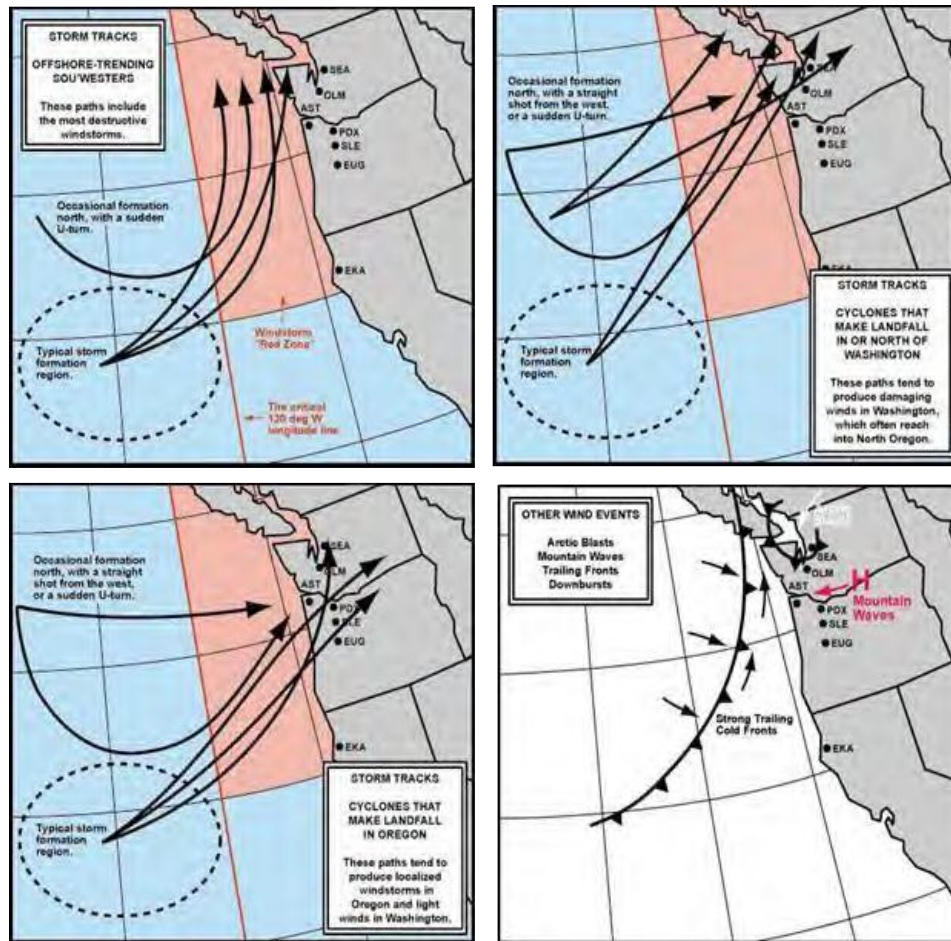 STORM TRACKS
OFFSHORE-TRENDING
SOU'WESTERS
These paths include
the most destructive
windstorms.
Occasional formation
north, with a sudden
U-turn.
Typical storm
formation
region.
Windstorm
"Red Zone"
The critical
130 deg W
longitude line
SEA
OLM
AST
PDX
SLE
EUG
EKA
Occasional formation
north, with a straight
shot from the west,
or a sudden U-turn.
Typical storm
formation
region.
OLM
AST
PDX
SLE
EUG
EKA
STORM TRACKS
CYCLONES THAT
MAKE LANDFALL
IN OR NORTH OF
WASHINGTON
These paths tend to
produce damaging
winds in Washington,
which often reach
into North Oregon.
Occasional formation
north, with a straight
shot from the west,
or a sudden U-turn.
Typical storm
formation
region.
SEA
OLM
AST
PDX
SLE
EUG
EKA
STORM TRACKS
CYCLONES THAT
MAKE LANDFALL
IN OREGON
These paths tend to
produce localized
windstorms in
Oregon and light
winds in Washington.
OTHER WIND EVENTS
Arctic Blasts
Mountain Waves
Trailing Fronts
Downbursts
SEA
OLM
AST
H
Mountain
Waves
PDX
SLE
EUG
Strong Trailing
Cold Fronts
EKA